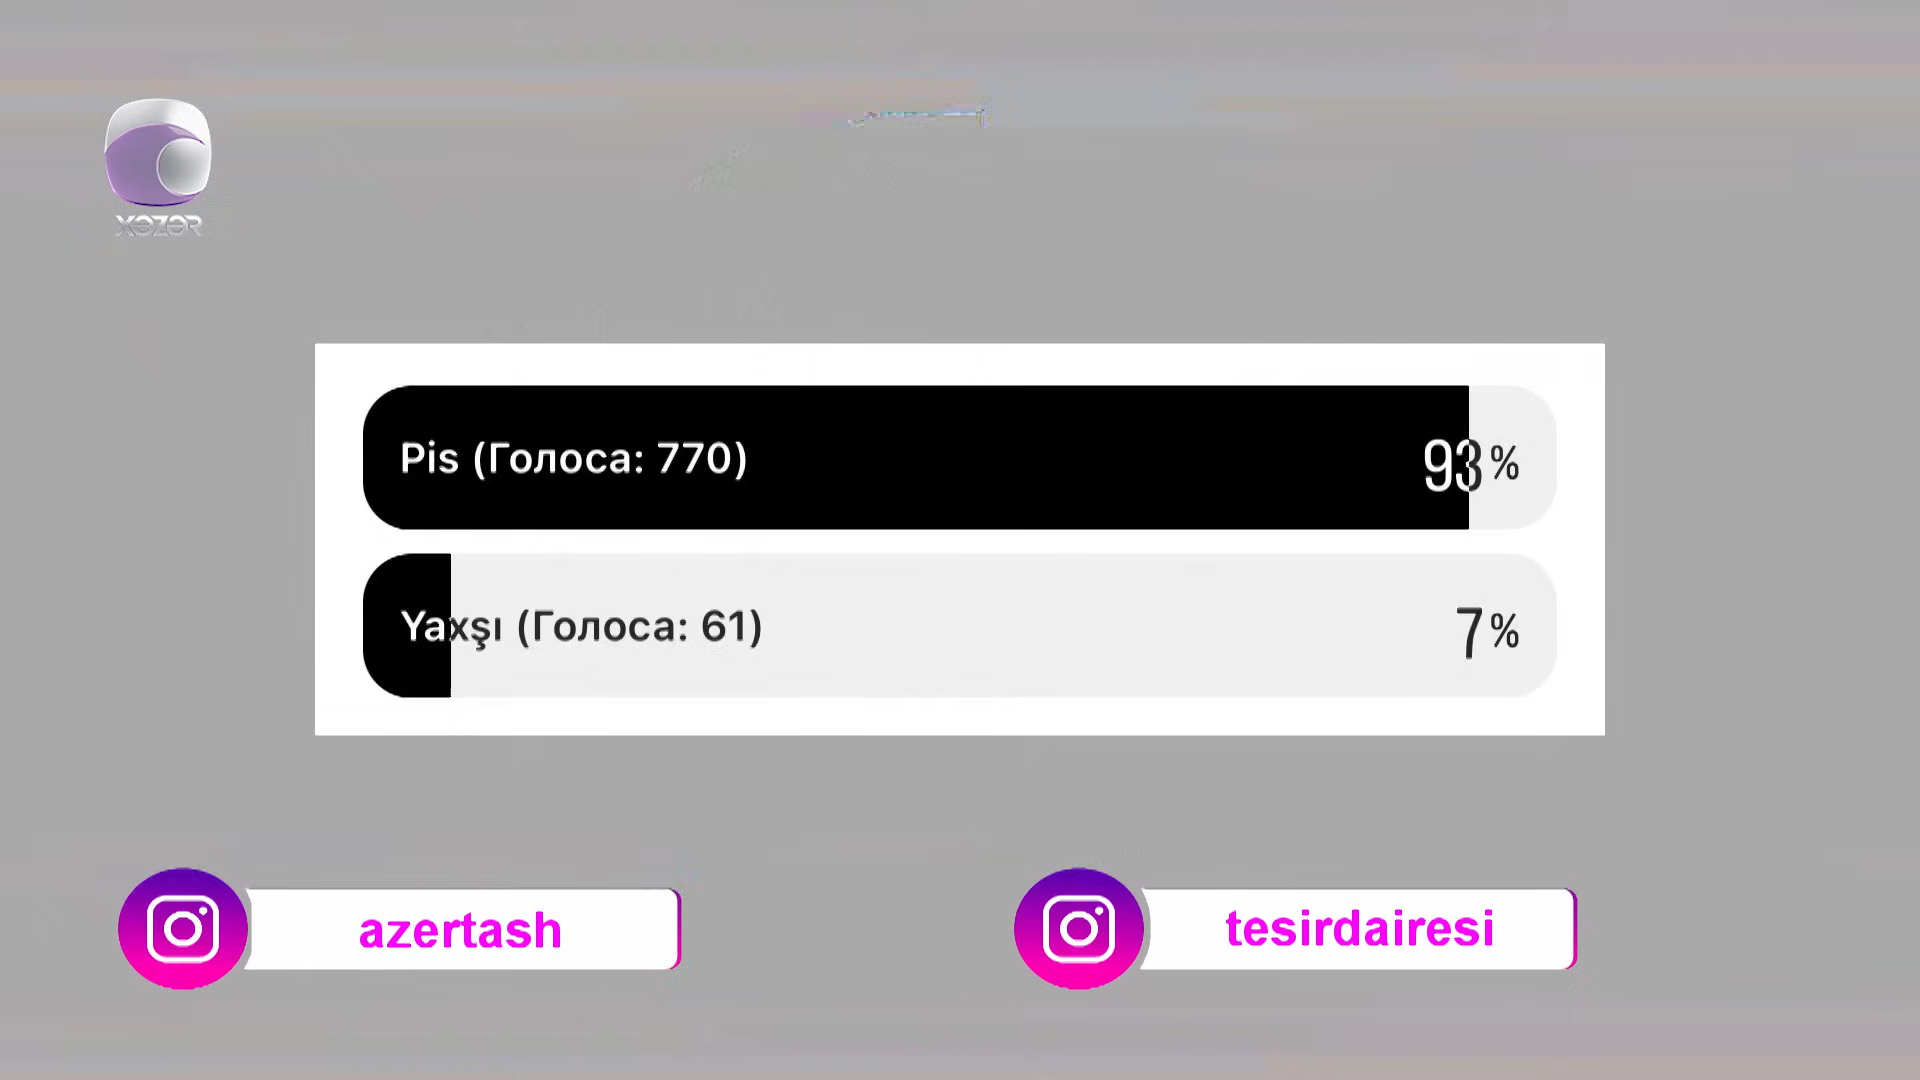 XƏZƏR
Pis (Голоса: 770) 93%
Yaxşı (Голоса: 61) 7%
azertash
tesirdairesi